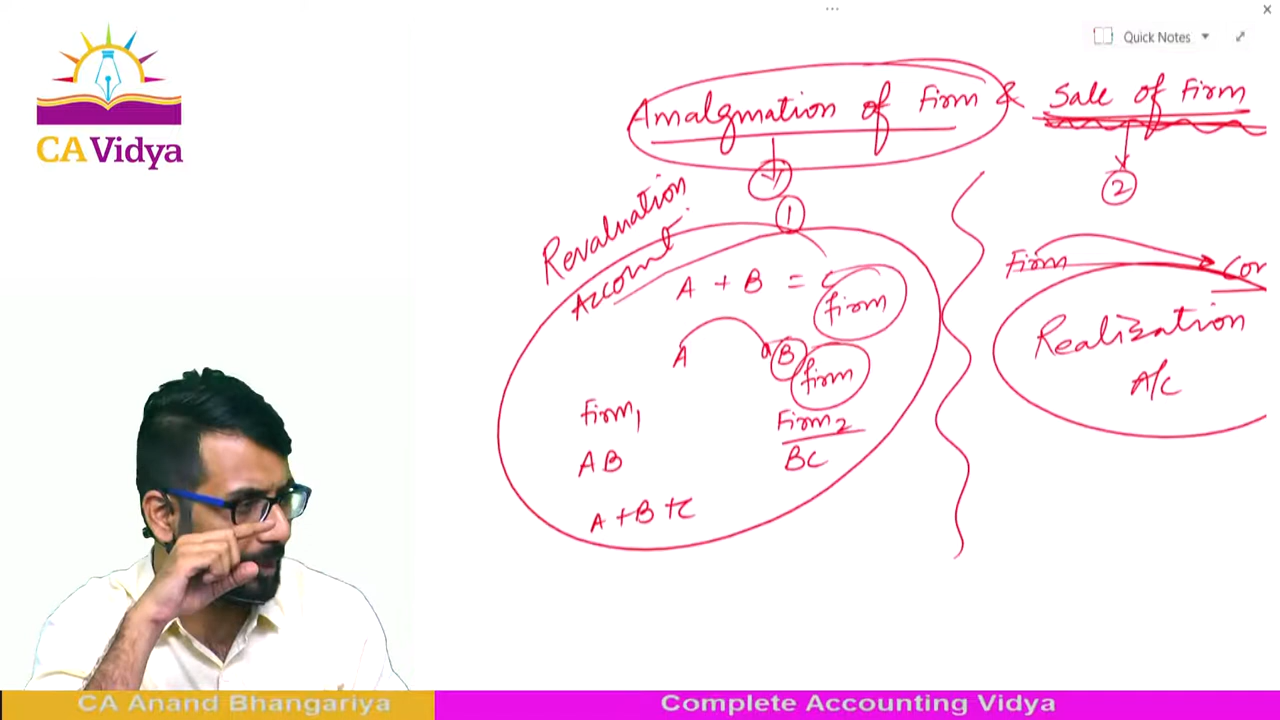 Quick Notes
CA Vidya
Amalgmation of Firm & Sale of Firm
1
2
Revaluation
Account
A + B = C
firm
A B
firm
Firm1 Firm2
AB BC
A + B + C
Firm Com
Realization
A/c
CA Anand Bhangariya
Complete Accounting Vidya